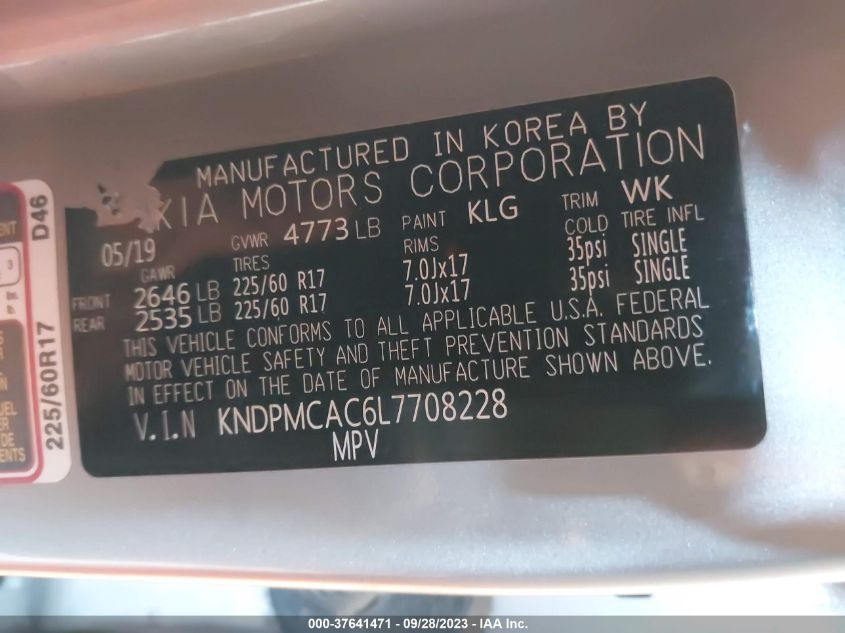 MANUFACTURED IN KOREA BY
KIA MOTORS CORPORATION
05/19 GVWR 4773 LB PAINT KLG TRIM WK
GAWR TIRES RIMS COLD TIRE INFL
FRONT 2646 LB 225/60 R17 7.0Jx17 35psi SINGLE
REAR 2535 LB 225/60 R17 7.0Jx17 35psi SINGLE
THIS VEHICLE CONFORMS TO ALL APPLICABLE U.S.A. FEDERAL
MOTOR VEHICLE SAFETY AND THEFT PREVENTION STANDARDS
IN EFFECT ON THE DATE OF MANUFACTURE SHOWN ABOVE.
V.I.N KNDPMCAC6L7708228
MPV
225/60R17 D46
3
000-37641471 / 09/28/2023 / IAA Inc.